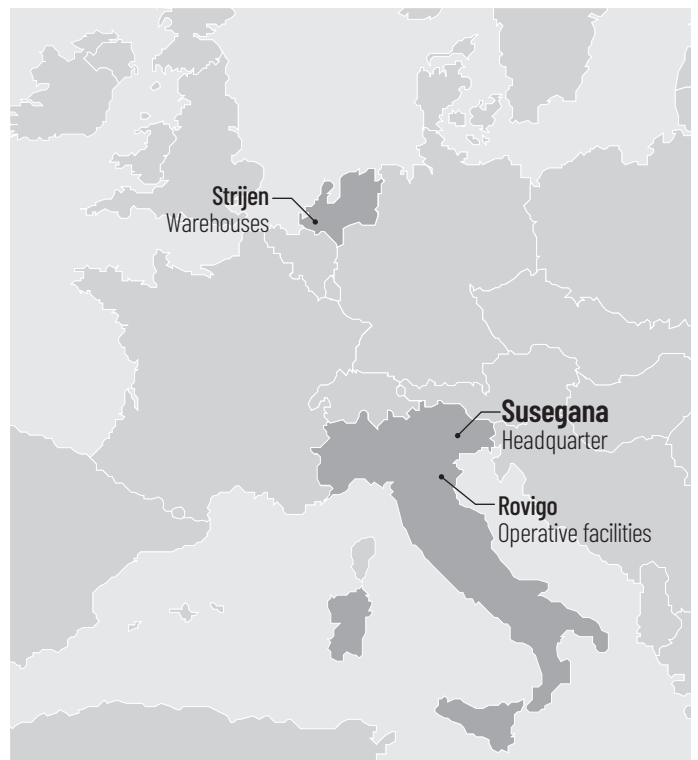 Strijen
Warehouses
Susegana
Headquarter
Rovigo
Operative facilities